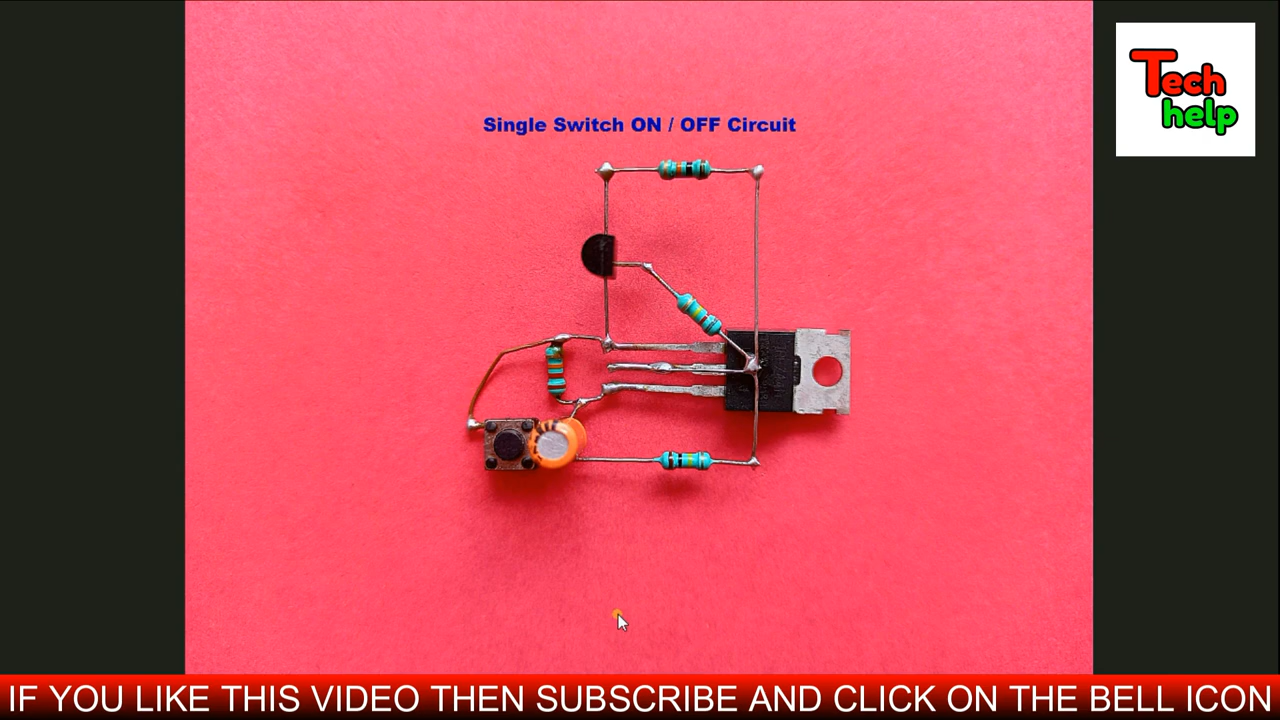 Single Switch ON / OFF Circuit
Tech
help
IF YOU LIKE THIS VIDEO THEN SUBSCRIBE AND CLICK ON THE BELL ICON